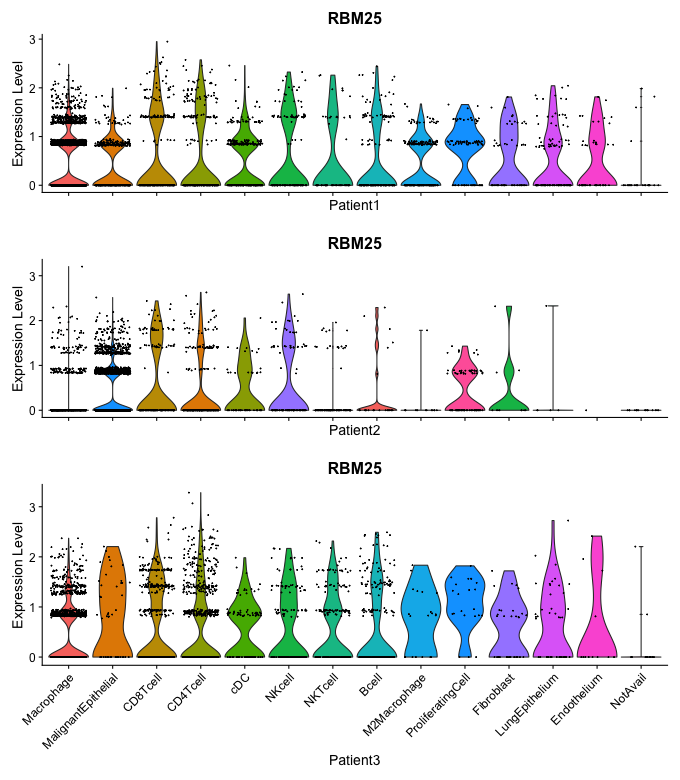 RBM25
Expression Level
3
2
1
0
Patient1
RBM25
Expression Level
3
2
1
0
Patient2
RBM25
Expression Level
3
2
1
0
Macrophage
MalignantEpithelial
CD8Tcell
CD4Tcell
cDC
NKcell
NKTcell
Bcell
M2Macrophage
ProliferatingCell
Fibroblast
LungEpithelium
Endothelium
NotAvail
Patient3